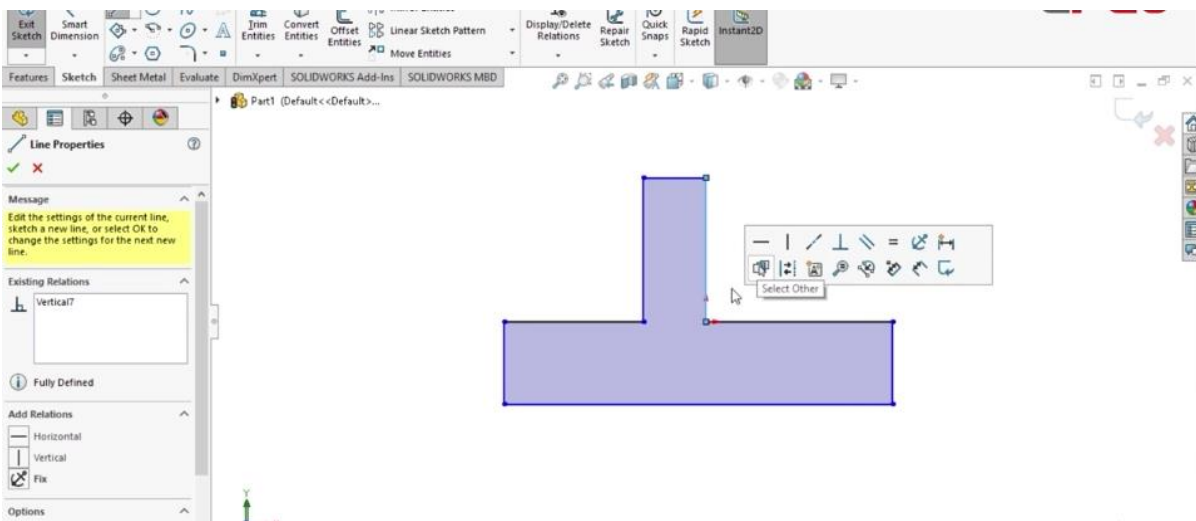 Exit Sketch
Smart Dimension
Trim Entities
Convert Entities
Offset Entities
Linear Sketch Pattern
Move Entities
Display/Delete Relations
Repair Sketch
Quick Snaps
Rapid Sketch
Instant2D
Features Sketch Sheet Metal Evaluate DimXpert SOLIDWORKS Add-Ins SOLIDWORKS MBD
Part1 (Default<<Default>...
Line Properties
Message
Edit the settings of the current line,
sketch a new line, or select OK to
change the settings for the next new
line.
Existing Relations
Vertical7
Select Other
Fully Defined
Add Relations
Horizontal
Vertical
Fix
Options
Y